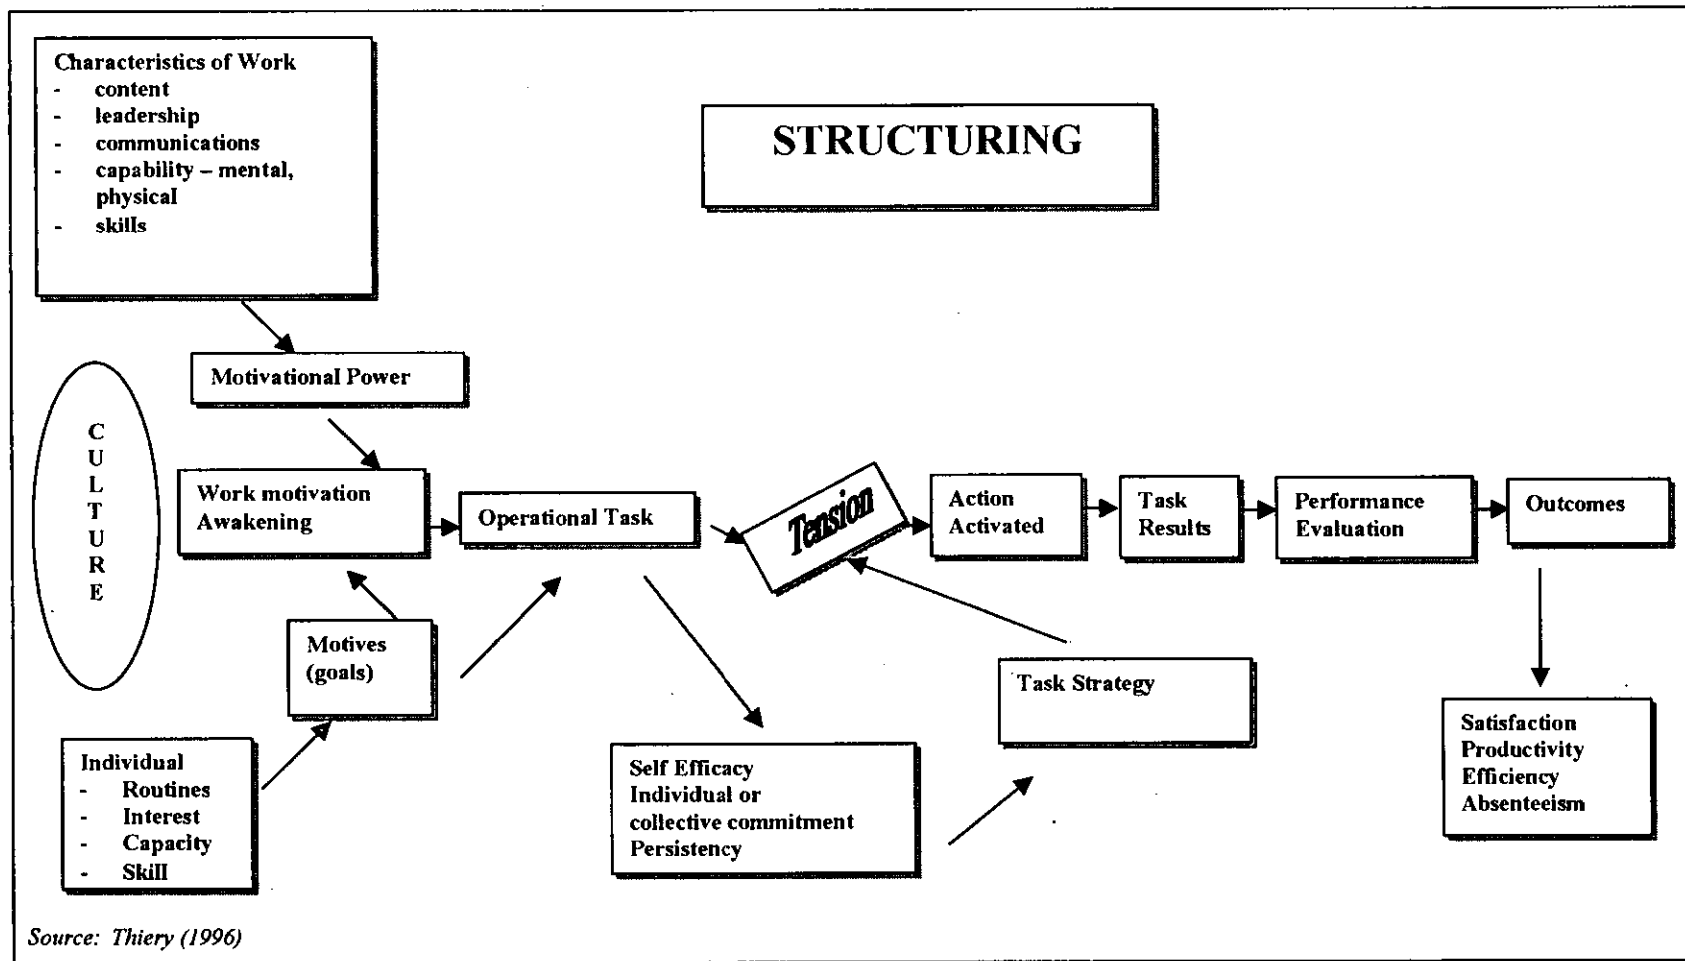 Characteristics of Work
- content
- leadership
- communications
- capability – mental,
physical
- skills
STRUCTURING
Motivational Power
C
U
L
T
U
R
E
Work motivation
Awakening
Operational Task
Tension
Action
Activated
Task
Results
Performance
Evaluation
Outcomes
Motives
(goals)
Task Strategy
Individual
- Routines
- Interest
- Capacity
- Skill
Self Efficacy
Individual or
collective commitment
Persistency
Satisfaction
Productivity
Efficiency
Absenteeism
Source: Thiery (1996)